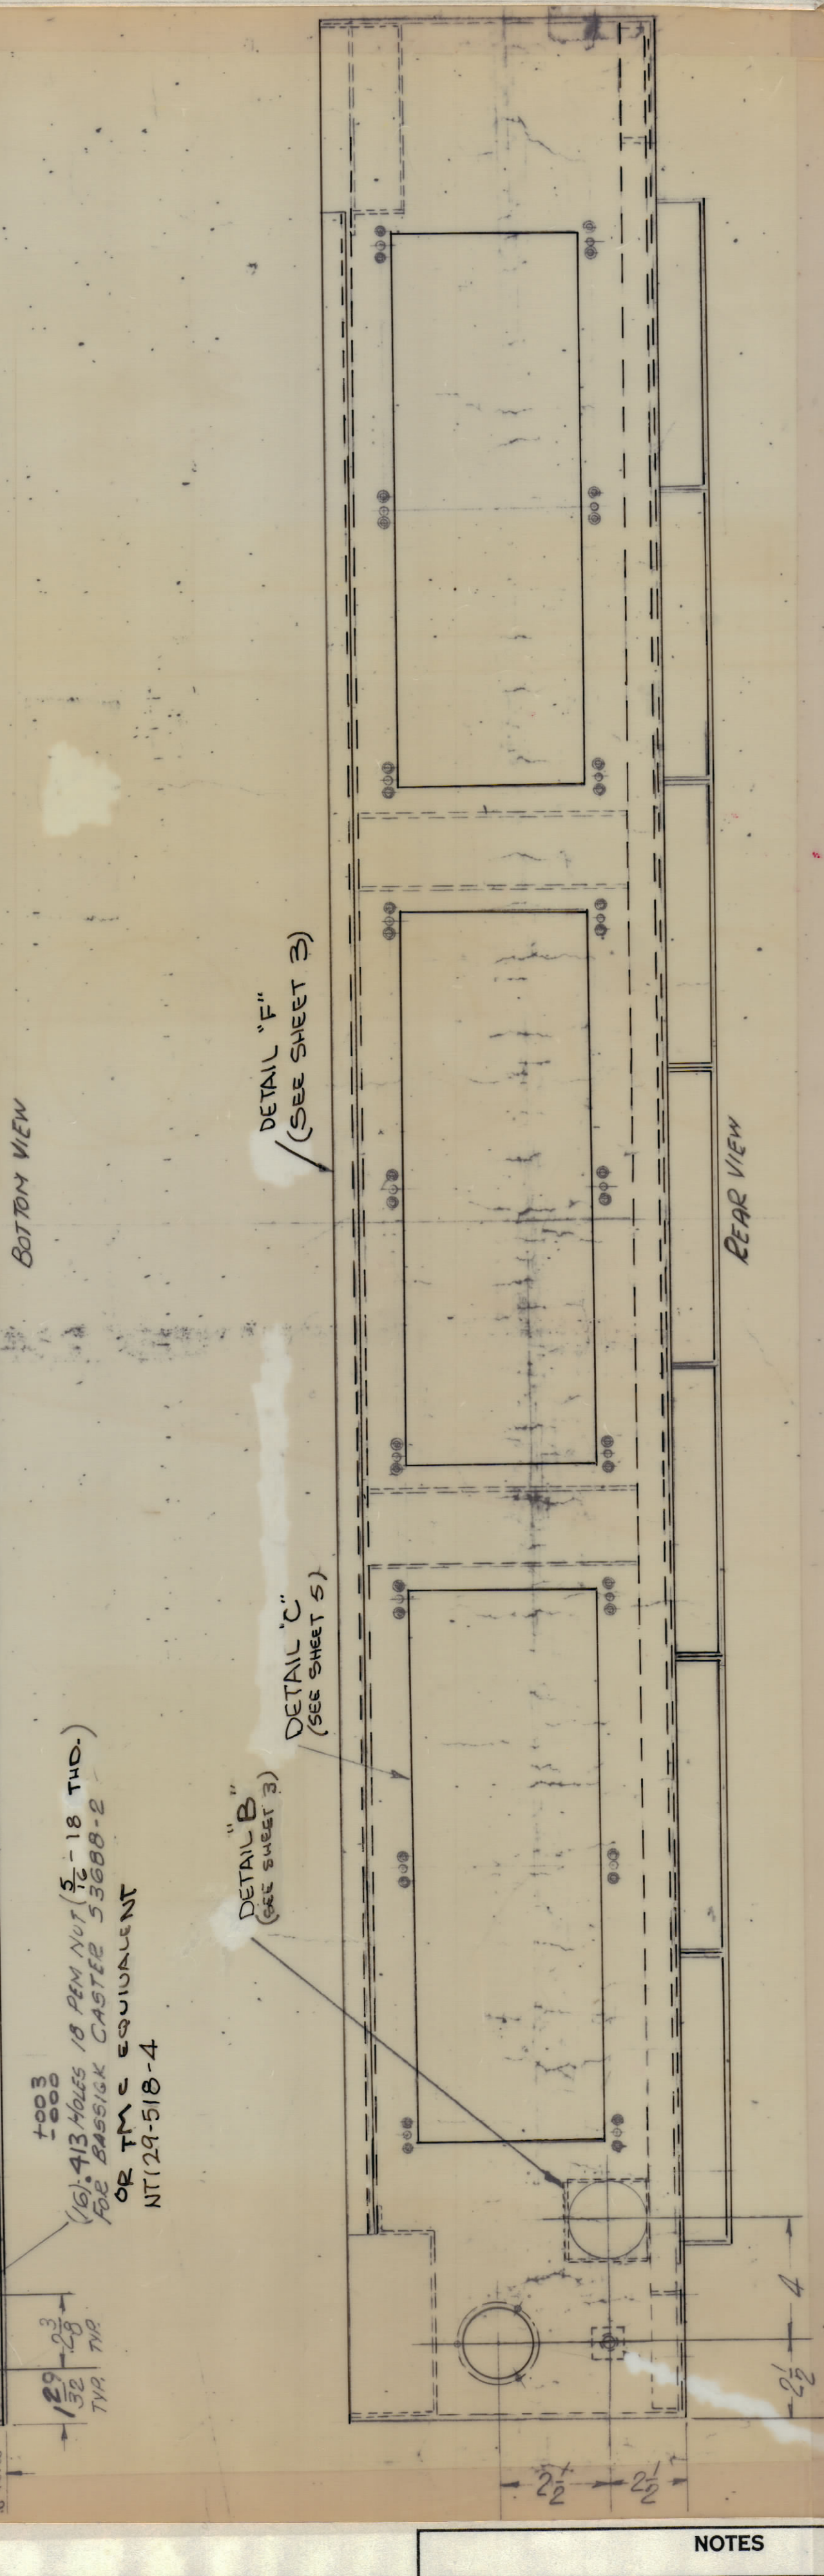 BOTTOM VIEW
DETAIL "F"
(SEE SHEET 3)
REAR VIEW
DETAIL "C"
(SEE SHEET 5)
DETAIL "B"
(SEE SHEET 3)
+003
-000
(16).413 HOLES 18 PEM NUT (5/16-18 THD.)
FOR BASSICK CASTER 53688-2
OR TMC EQUIVALENT
NT129-518-4
1 29/32
TYP.
2 3/8
TYP.
4
2 1/2
2 1/2
2 1/2
NOTES